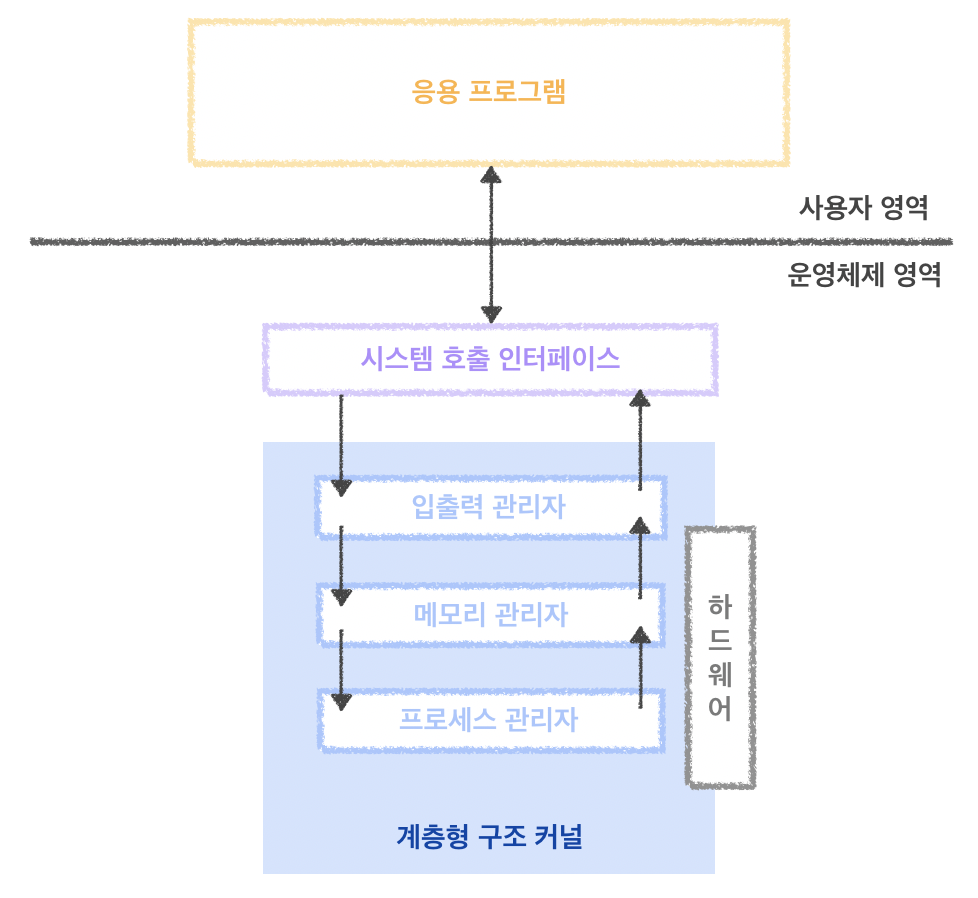 응용 프로그램
사용자 영역
운영체제 영역
시스템 호출 인터페이스
입출력 관리자
메모리 관리자
프로세스 관리자
하
드
웨
어
계층형 구조 커널